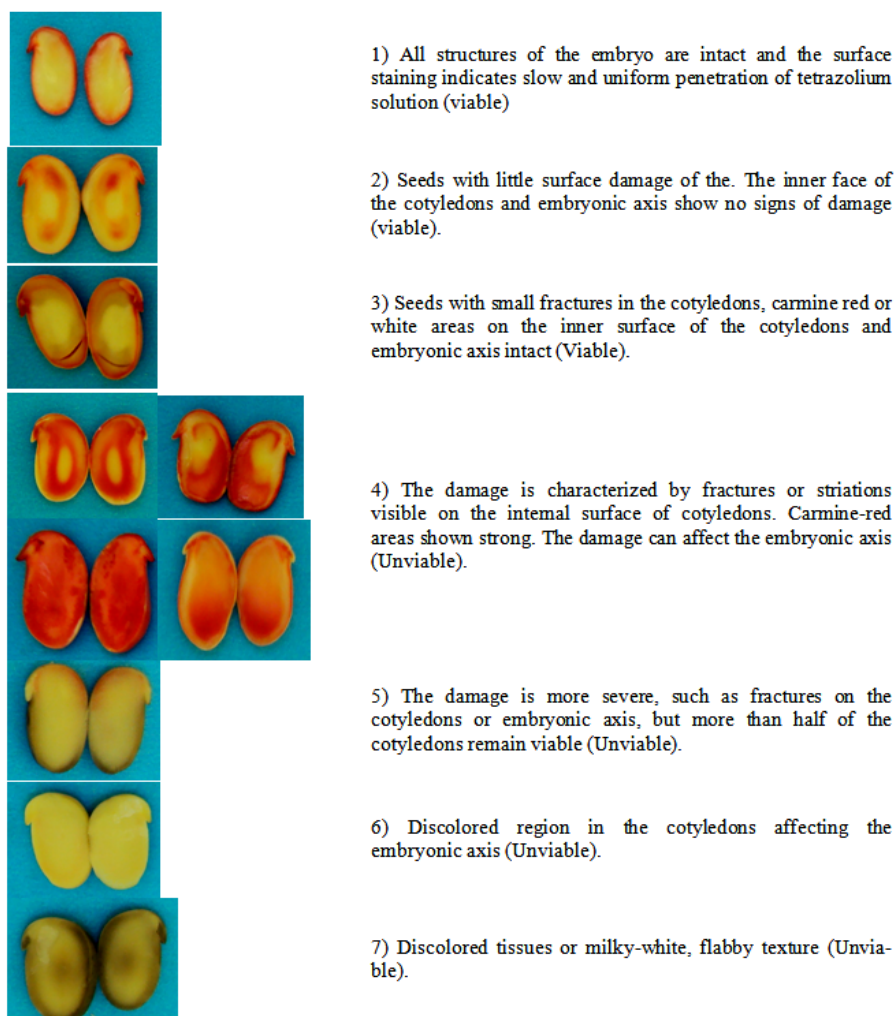 1) All structures of the embryo are intact and the surface
staining indicates slow and uniform penetration of tetrazolium
solution (viable)
2) Seeds with little surface damage of the. The inner face of
the cotyledons and embryonic axis show no signs of damage
(viable).
3) Seeds with small fractures in the cotyledons, carmine red or
white areas on the inner surface of the cotyledons and
embryonic axis intact (Viable).
4) The damage is characterized by fractures or striations
visible on the internal surface of cotyledons. Carmine-red
areas shown strong. The damage can affect the embryonic axis
(Unviable).
5) The damage is more severe, such as fractures on the
cotyledons or embryonic axis, but more than half of the
cotyledons remain viable (Unviable).
6) Discolored region in the cotyledons affecting the
embryonic axis (Unviable).
7) Discolored tissues or milky-white, flabby texture (Unvia-
ble).